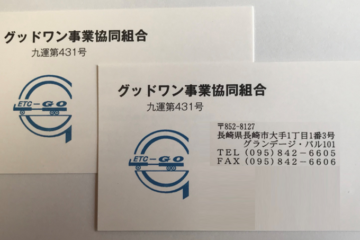 グッドワン事業協同組合
九運第431号
ETC-GO
グッドワン事業協同組合
九運第431号
ETC-GO
〒852-8127
長崎県長崎市大手1丁目1番3号
グランデージ・パル101
TEL (095)842-6605
FAX (095)842-6606